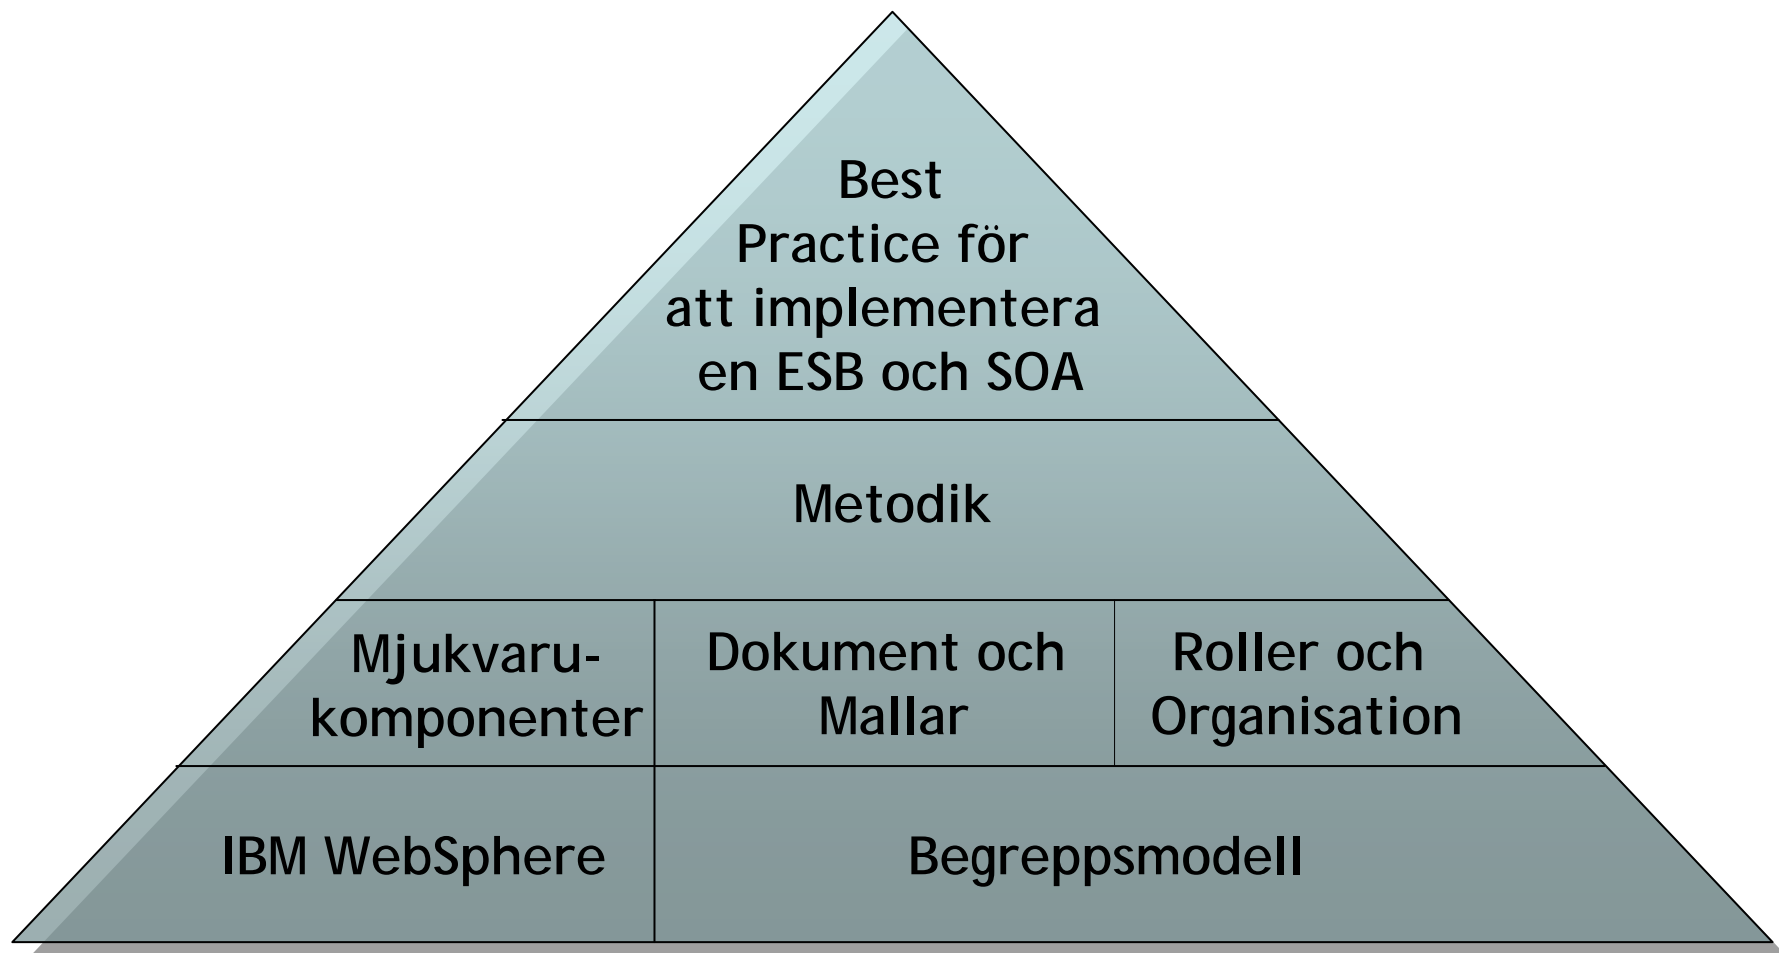 Best
Practice för
att implementera
en ESB och SOA
Metodik
Mjukvaru-
komponenter
Dokument och
Mallar
Roller och
Organisation
IBM WebSphere
Begreppsmodell